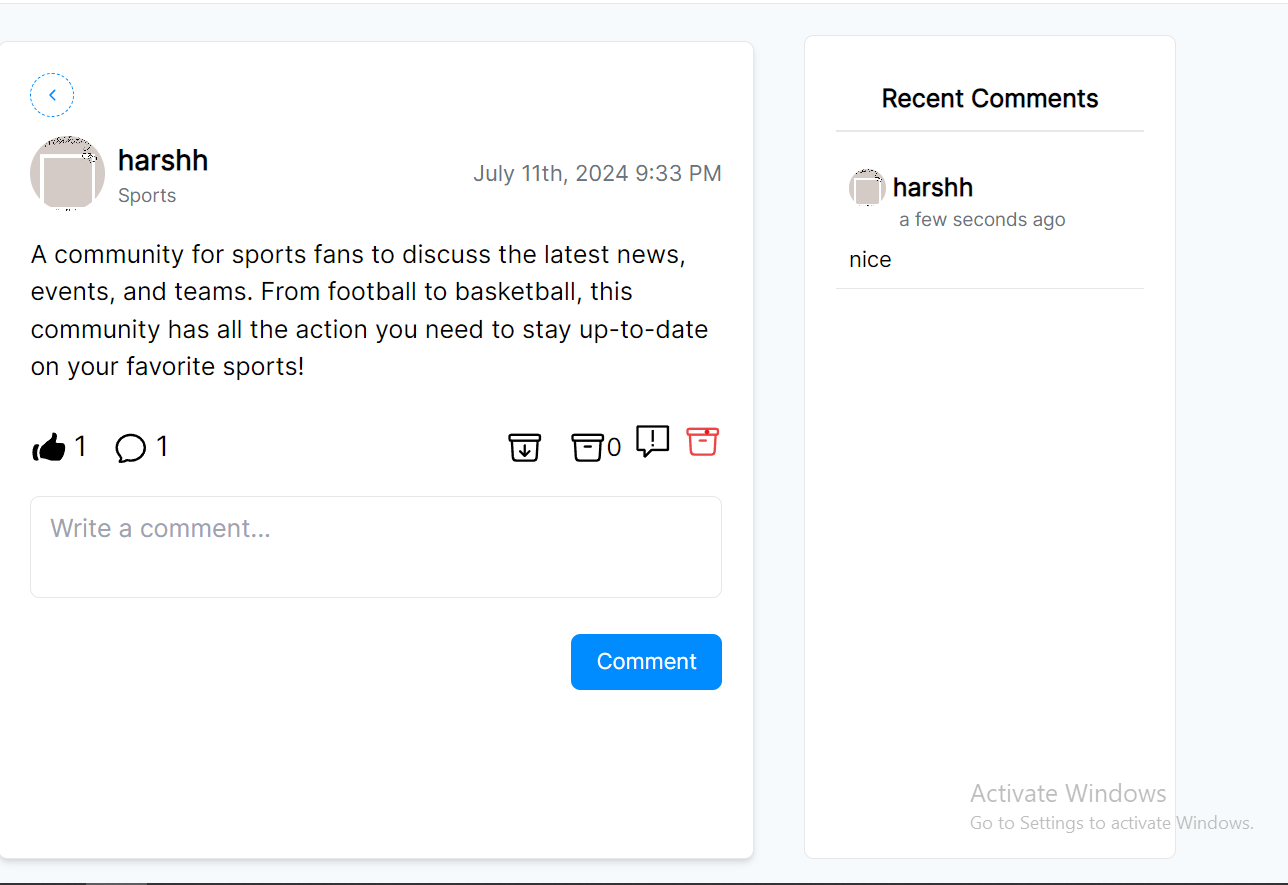 harshh
Sports
July 11th, 2024 9:33 PM
A community for sports fans to discuss the latest news,
events, and teams. From football to basketball, this
community has all the action you need to stay up-to-date
on your favorite sports!
1
1
0
Write a comment...
Comment
Recent Comments
harshh
a few seconds ago
nice
Activate Windows
Go to Settings to activate Windows.